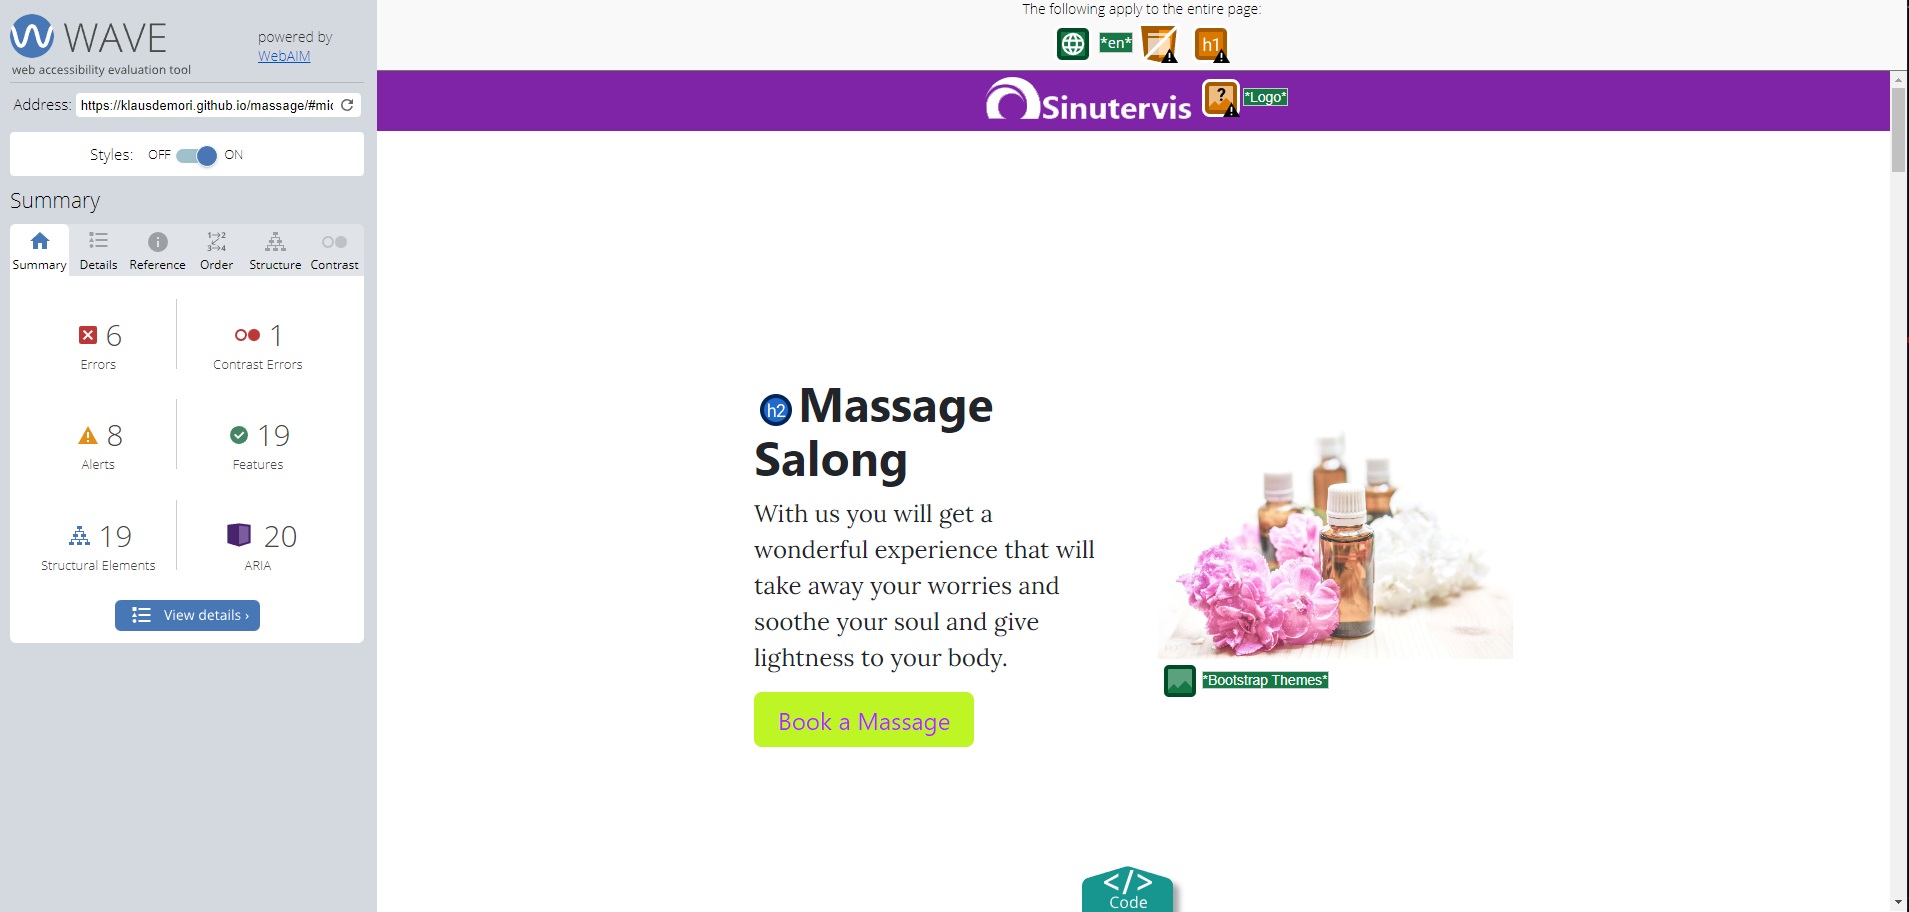 WAVE
powered by
WebAIM
web accessibility evaluation tool
Address: https://klausdemori.github.io/massage/#mic
Styles: OFF ON
Summary
1→2
3→4
Summary Details Reference Order Structure Contrast
6
Errors
1
Contrast Errors
8
Alerts
19
Features
19
Structural Elements
20
ARIA
View details ›
The following apply to the entire page:
*en* h1
Sinutervis ? *Logo*
h2 Massage
Salong
With us you will get a
wonderful experience that will
take away your worries and
soothe your soul and give
lightness to your body.
Book a Massage
*Bootstrap Themes*
</>
Code